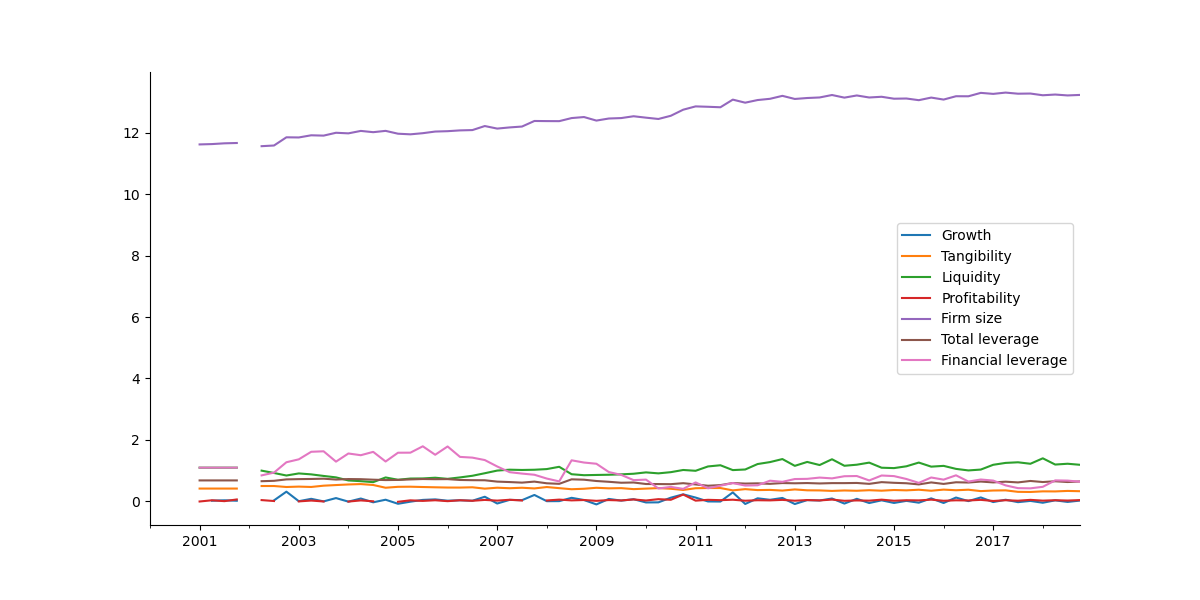 12
10
8
6
4
2
0
Growth
Tangibility
Liquidity
Profitability
Firm size
Total leverage
Financial leverage
2001 2003 2005 2007 2009 2011 2013 2015 2017